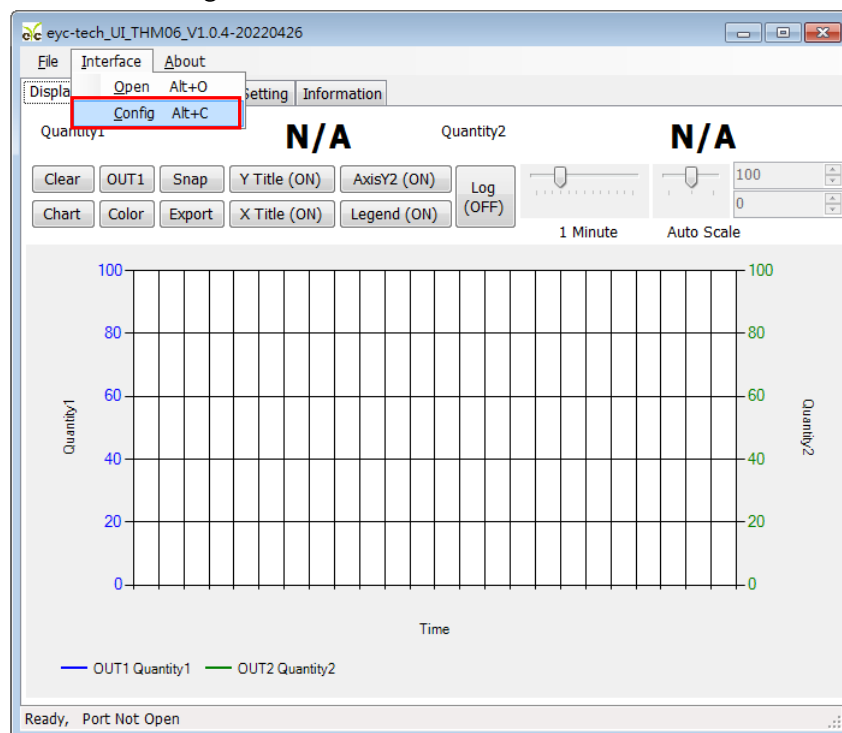 eyc-tech_UI_THM06_V1.0.4-20220426
File Interface About
Open Alt+O
Config Alt+C
Displa Setting Information
Quantity1 N/A Quantity2 N/A
Clear OUT1 Snap Y Title (ON) AxisY2 (ON) Log (OFF) 100
Chart Color Export X Title (ON) Legend (ON) 0
1 Minute Auto Scale
100 100
80 80
60 60
Quantity1 Quantity2
40 40
20 20
0 0
Time
OUT1 Quantity1 OUT2 Quantity2
Ready, Port Not Open